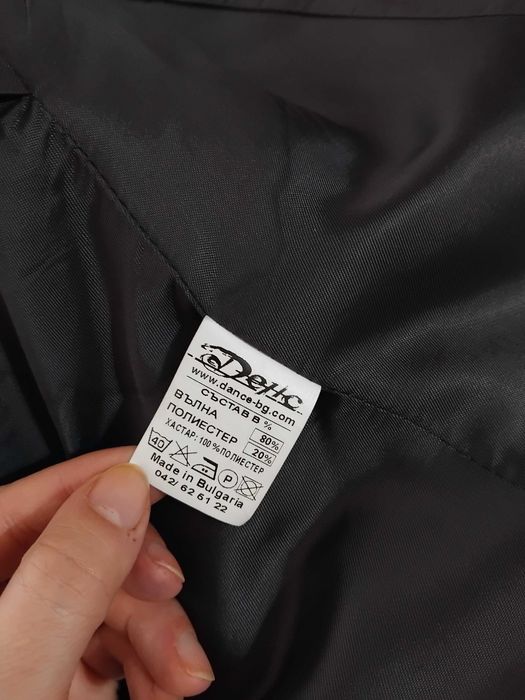 Денс
www.dance-bg.com
СЪСТАВ В %
ВЪЛНА 80%
ПОЛИЕСТЕР 20%
ХАСТАР: 100% ПОЛИЕСТЕР
40 P
Made in Bulgaria
042/ 62 51 22